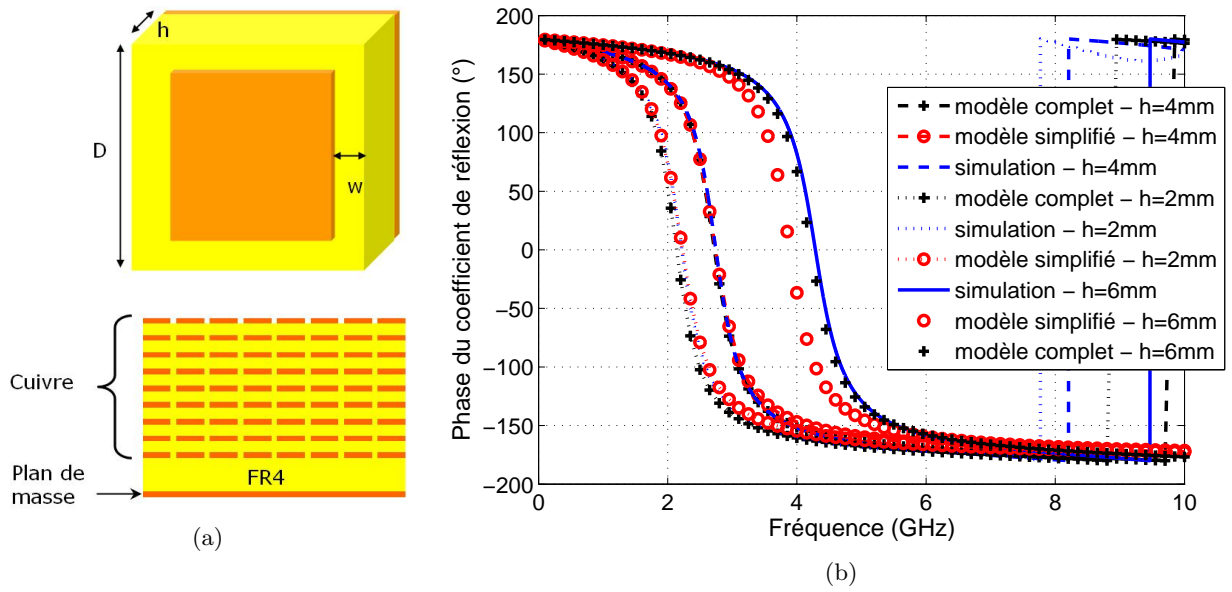 h
D
w
Cuivre
Plan de
masse
FR4
(a)
Phase du coefficient de réflexion (°)
200
150
100
50
0
−50
−100
−150
−200
0
2
4
6
8
10
Fréquence (GHz)
modèle complet − h=4mm
modèle simplifié − h=4mm
simulation − h=4mm
modèle complet − h=2mm
simulation − h=2mm
modèle simplifié − h=2mm
simulation − h=6mm
modèle simplifié − h=6mm
modèle complet − h=6mm
(b)